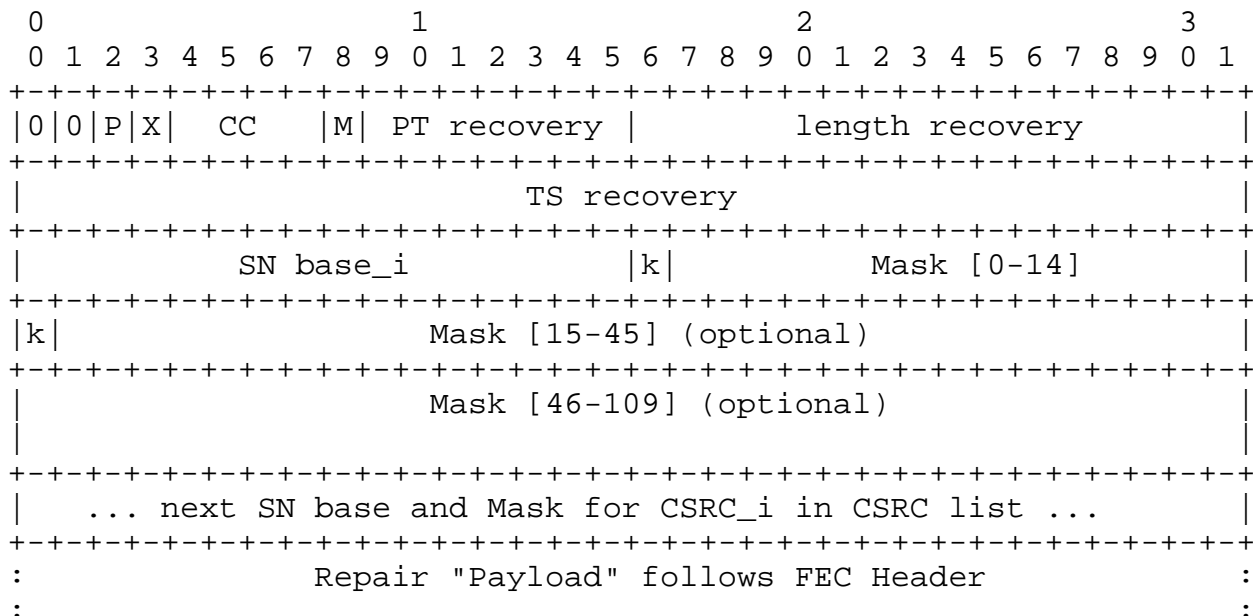 0                   1                   2                   3
 0 1 2 3 4 5 6 7 8 9 0 1 2 3 4 5 6 7 8 9 0 1 2 3 4 5 6 7 8 9 0 1
+-+-+-+-+-+-+-+-+-+-+-+-+-+-+-+-+-+-+-+-+-+-+-+-+-+-+-+-+-+-+-+-+
|0|0|P|X|  CC   |M| PT recovery |        length recovery        |
+-+-+-+-+-+-+-+-+-+-+-+-+-+-+-+-+-+-+-+-+-+-+-+-+-+-+-+-+-+-+-+-+
|                          TS recovery                          |
+-+-+-+-+-+-+-+-+-+-+-+-+-+-+-+-+-+-+-+-+-+-+-+-+-+-+-+-+-+-+-+-+
|           SN base_i           |k|          Mask [0-14]        |
+-+-+-+-+-+-+-+-+-+-+-+-+-+-+-+-+-+-+-+-+-+-+-+-+-+-+-+-+-+-+-+-+
|k|                   Mask [15-45] (optional)                   |
+-+-+-+-+-+-+-+-+-+-+-+-+-+-+-+-+-+-+-+-+-+-+-+-+-+-+-+-+-+-+-+-+
|                     Mask [46-109] (optional)                  |
|                                                               |
+-+-+-+-+-+-+-+-+-+-+-+-+-+-+-+-+-+-+-+-+-+-+-+-+-+-+-+-+-+-+-+-+
|   ... next SN base and Mask for CSRC_i in CSRC list ...       |
+-+-+-+-+-+-+-+-+-+-+-+-+-+-+-+-+-+-+-+-+-+-+-+-+-+-+-+-+-+-+-+-+
:               Repair "Payload" follows FEC Header             :
:                                                               :